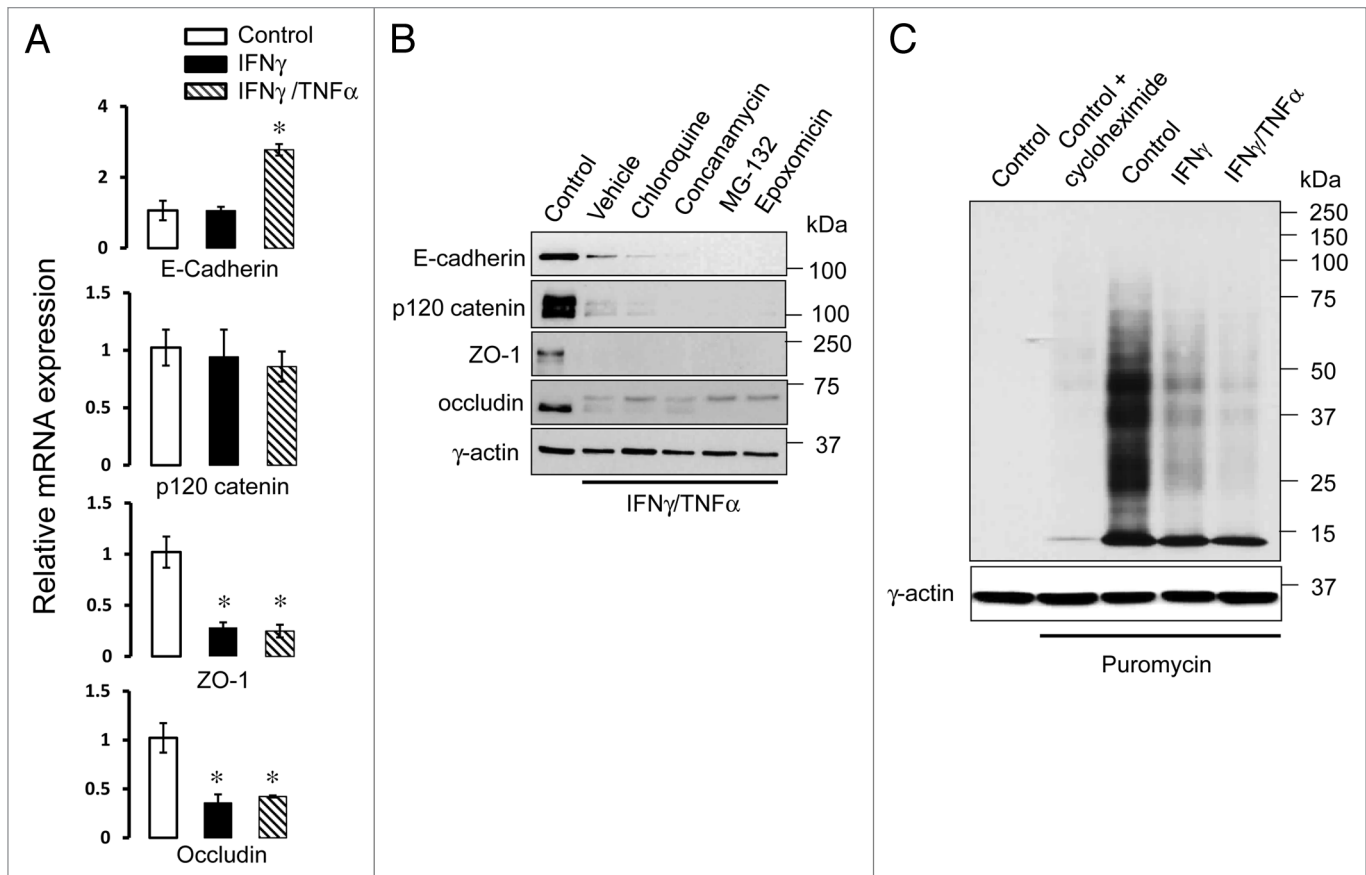 A
Control
IFNγ
IFNγ /TNFα
Relative mRNA expression
4
2
0
*
E-Cadherin
1.5
1
0.5
0
p120 catenin
1.5
1
0.5
0
* *
ZO-1
1.5
1
0.5
0
* *
Occludin
B
Control
Vehicle
Chloroquine
Concanamycin
MG-132
Epoxomicin
kDa
E-cadherin
100
p120 catenin
100
ZO-1
250
occludin
75
γ-actin
37
IFNγ/TNFα
C
Control
Control +
cycloheximide
Control
IFNγ
IFNγ/TNFα
kDa
250
150
100
75
50
37
25
15
γ-actin
37
Puromycin